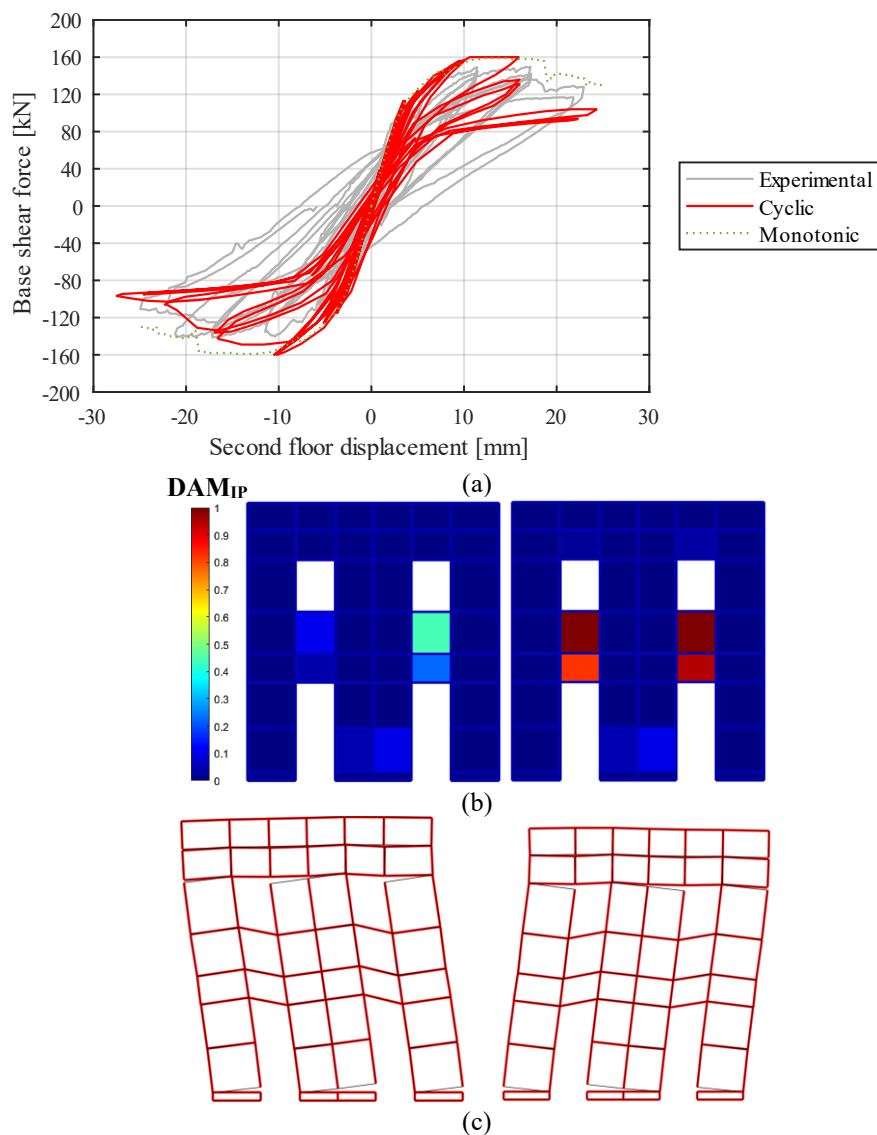 200
160
120
80
40
0
-40
-80
-120
-160
-200
Base shear force [kN]
-30 -20 -10 0 10 20 30
Second floor displacement [mm]
Experimental
Cyclic
Monotonic
(a)
DAMIP
1
0.9
0.8
0.7
0.6
0.5
0.4
0.3
0.2
0.1
0
(b)
(c)